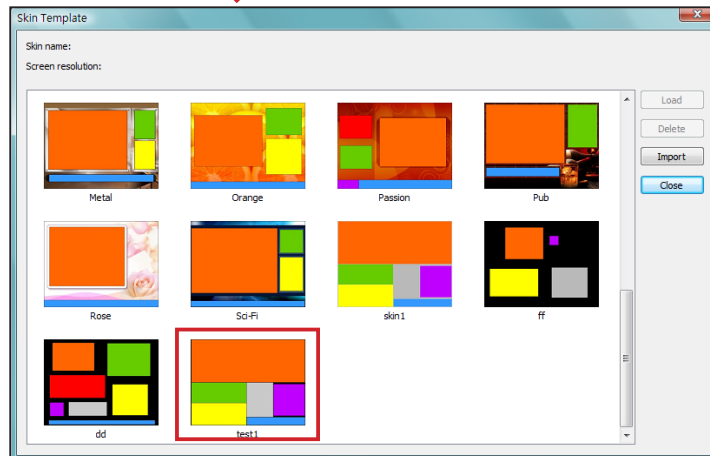 Skin Template
Skin name:
Screen resolution:
Load
Delete
Import
Close
Metal
Orange
Passion
Pub
Rose
Sci-Fi
skin1
ff
dd
test1